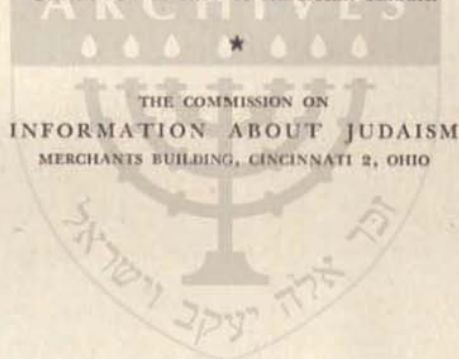 ARCHIVES
★
THE COMMISSION ON
INFORMATION ABOUT JUDAISM
MERCHANTS BUILDING, CINCINNATI 2, OHIO
זכר אלה יעקב וישראל